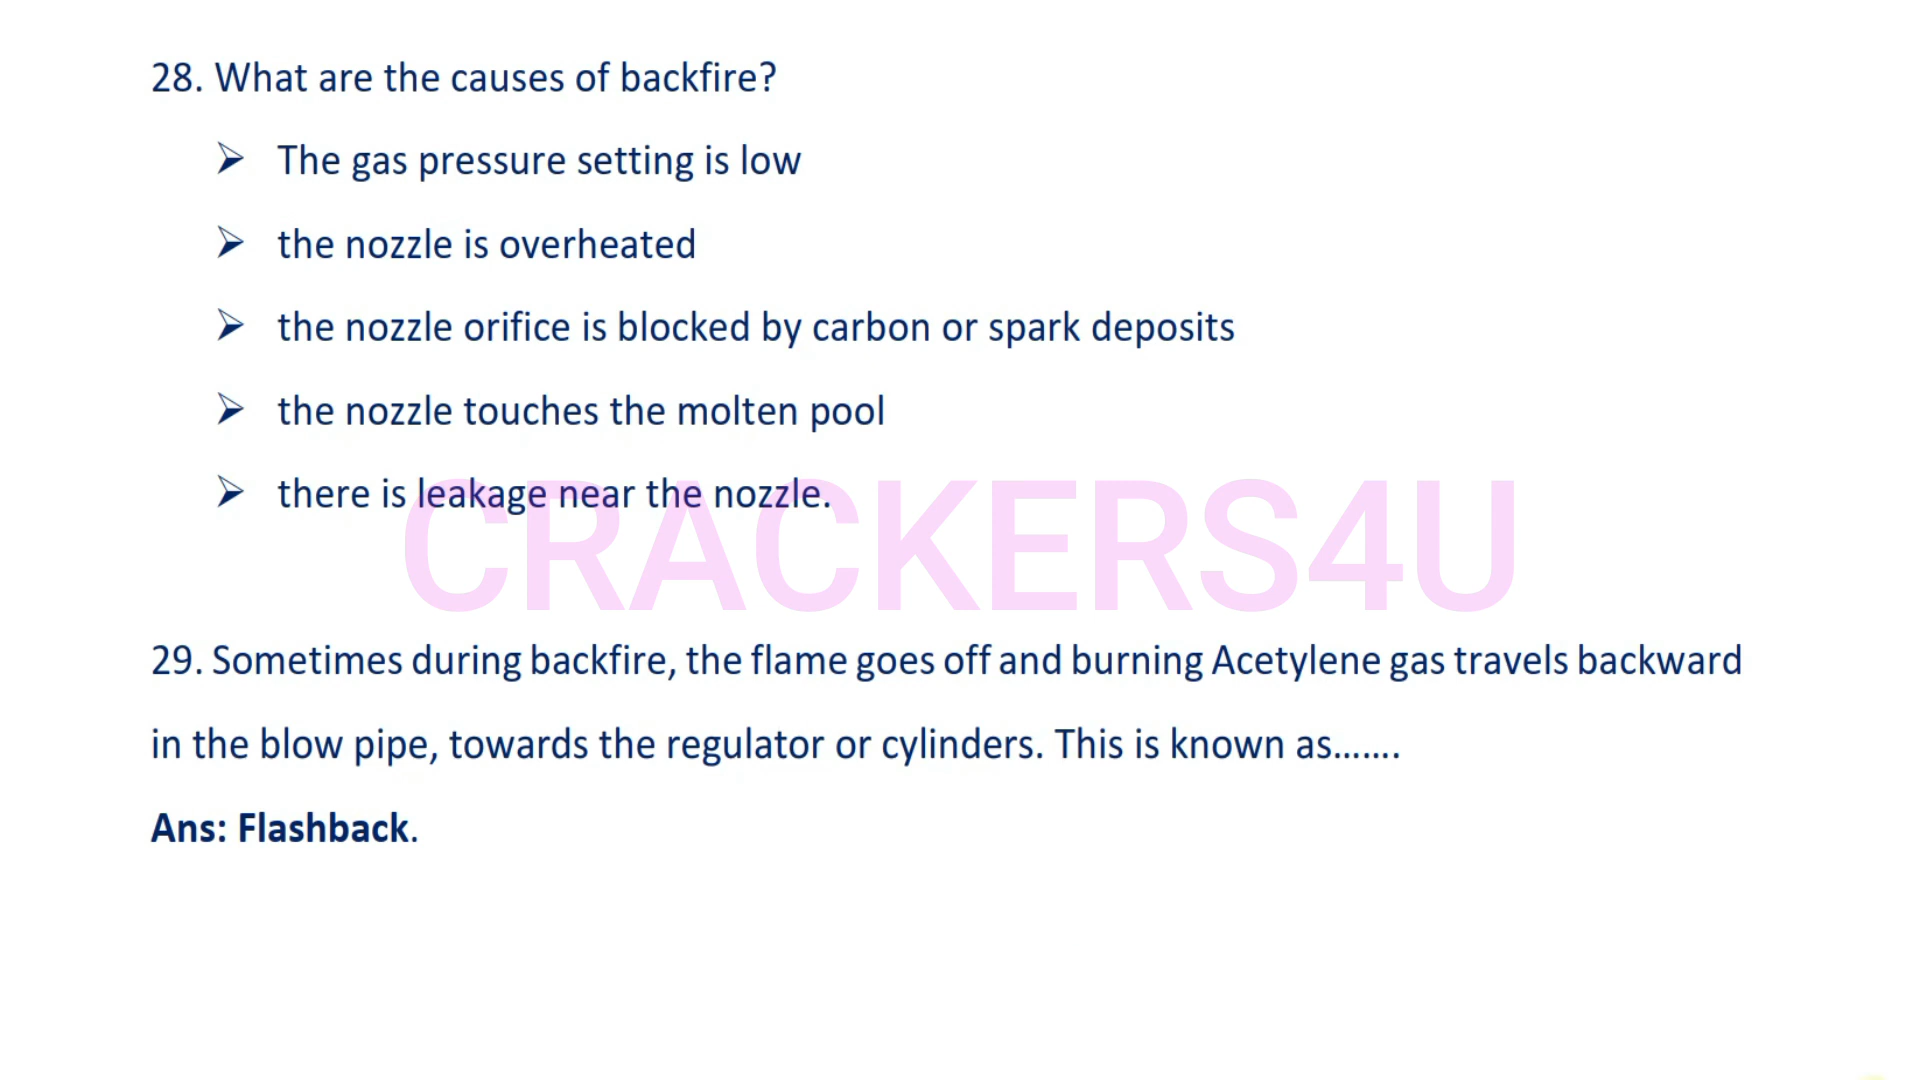 28. What are the causes of backfire?
➢ The gas pressure setting is low
➢ the nozzle is overheated
➢ the nozzle orifice is blocked by carbon or spark deposits
➢ the nozzle touches the molten pool
➢ there is leakage near the nozzle.
CRACKERS4U
29. Sometimes during backfire, the flame goes off and burning Acetylene gas travels backward
in the blow pipe, towards the regulator or cylinders. This is known as.......
Ans: Flashback.